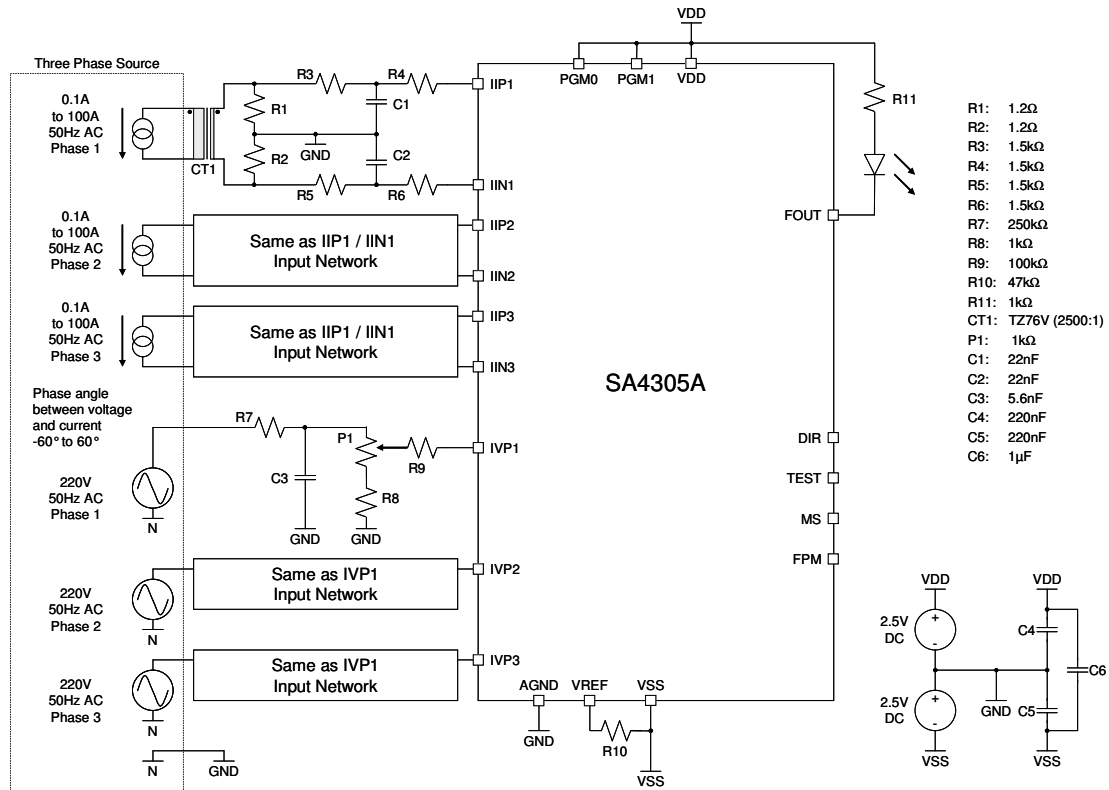 VDD
Three Phase Source
PGM0
PGM1
VDD
0.1A
to 100A
50Hz AC
Phase 1
CT1
R3
R4
IIP1
R1
C1
GND
R2
C2
R5
R6
IIN1
R11
FOUT
0.1A
to 100A
50Hz AC
Phase 2
Same as IIP1 / IIN1
Input Network
IIP2
IIN2
0.1A
to 100A
50Hz AC
Phase 3
Same as IIP1 / IIN1
Input Network
IIP3
IIN3
SA4305A
Phase angle
between voltage
and current
-60° to 60°
R7
P1
IVP1
R9
C3
R8
GND
GND
220V
50Hz AC
Phase 1
N
DIR
TEST
MS
FPM
220V
50Hz AC
Phase 2
N
Same as IVP1
Input Network
IVP2
220V
50Hz AC
Phase 3
N
Same as IVP1
Input Network
IVP3
AGND
VREF
VSS
GND
R10
VSS
N
GND
R1: 1.2Ω
R2: 1.2Ω
R3: 1.5kΩ
R4: 1.5kΩ
R5: 1.5kΩ
R6: 1.5kΩ
R7: 250kΩ
R8: 1kΩ
R9: 100kΩ
R10: 47kΩ
R11: 1kΩ
CT1: TZ76V (2500:1)
P1: 1kΩ
C1: 22nF
C2: 22nF
C3: 5.6nF
C4: 220nF
C5: 220nF
C6: 1µF
VDD
VDD
2.5V
DC
+
-
C4
C6
GND
2.5V
DC
+
-
C5
VSS
VSS